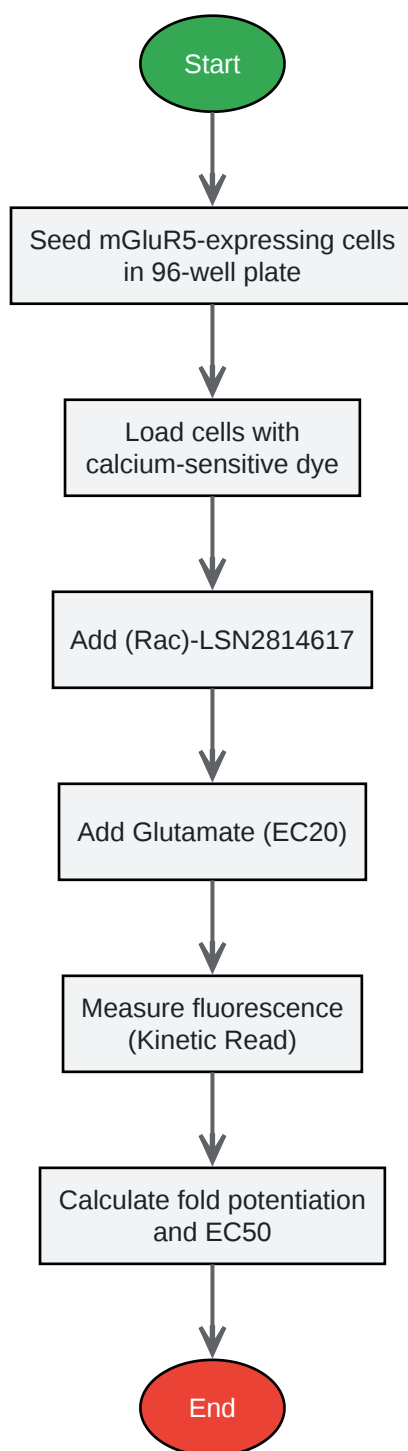 Start
Seed mGluR5-expressing cells
in 96-well plate
Load cells with
calcium-sensitive dye
Add (Rac)-LSN2814617
Add Glutamate (EC20)
Measure fluorescence
(Kinetic Read)
Calculate fold potentiation
and EC50
End